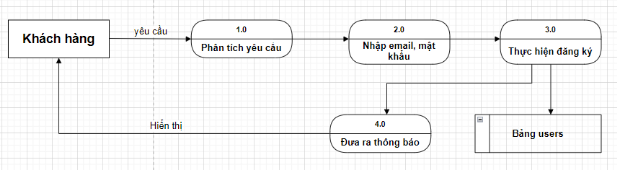 Khách hàng
yêu cầu
1.0
Phân tích yêu cầu
2.0
Nhập email, mật
khẩu
3.0
Thực hiện đăng ký
4.0
Đưa ra thông báo
Hiển thị
Bảng users